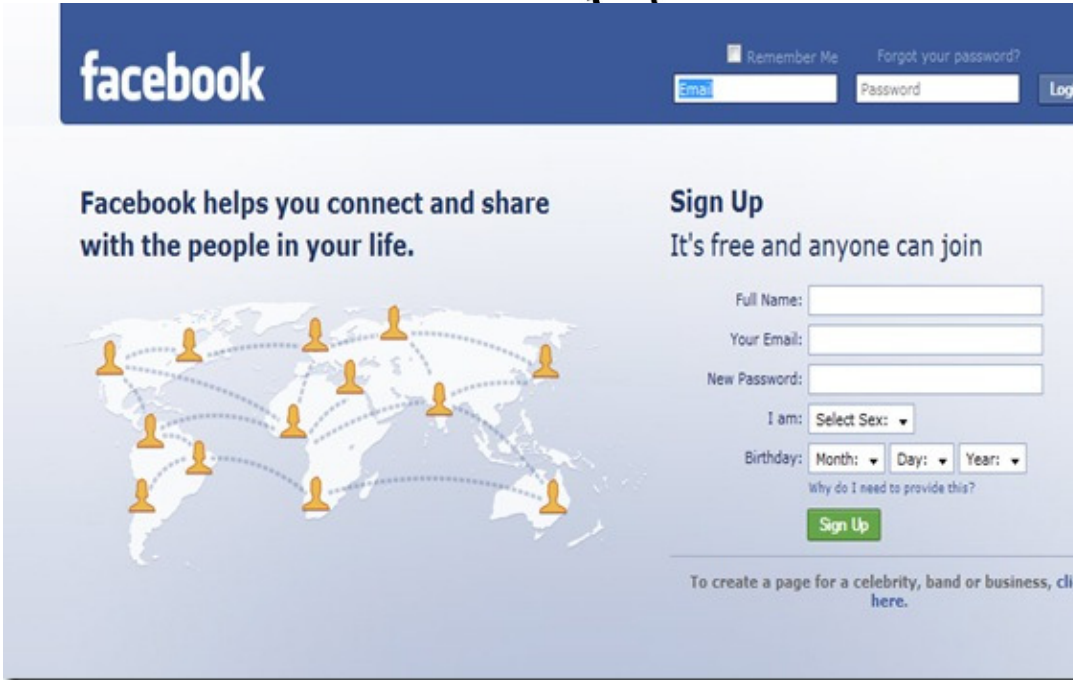 facebook
Remember Me Forgot your password?
Email Password
Facebook helps you connect and share
with the people in your life.
Sign Up
It's free and anyone can join
Full Name:
Your Email:
New Password:
I am: Select Sex:
Birthday: Month: Day: Year:
Why do I need to provide this?
Sign Up
To create a page for a celebrity, band or business,
here.